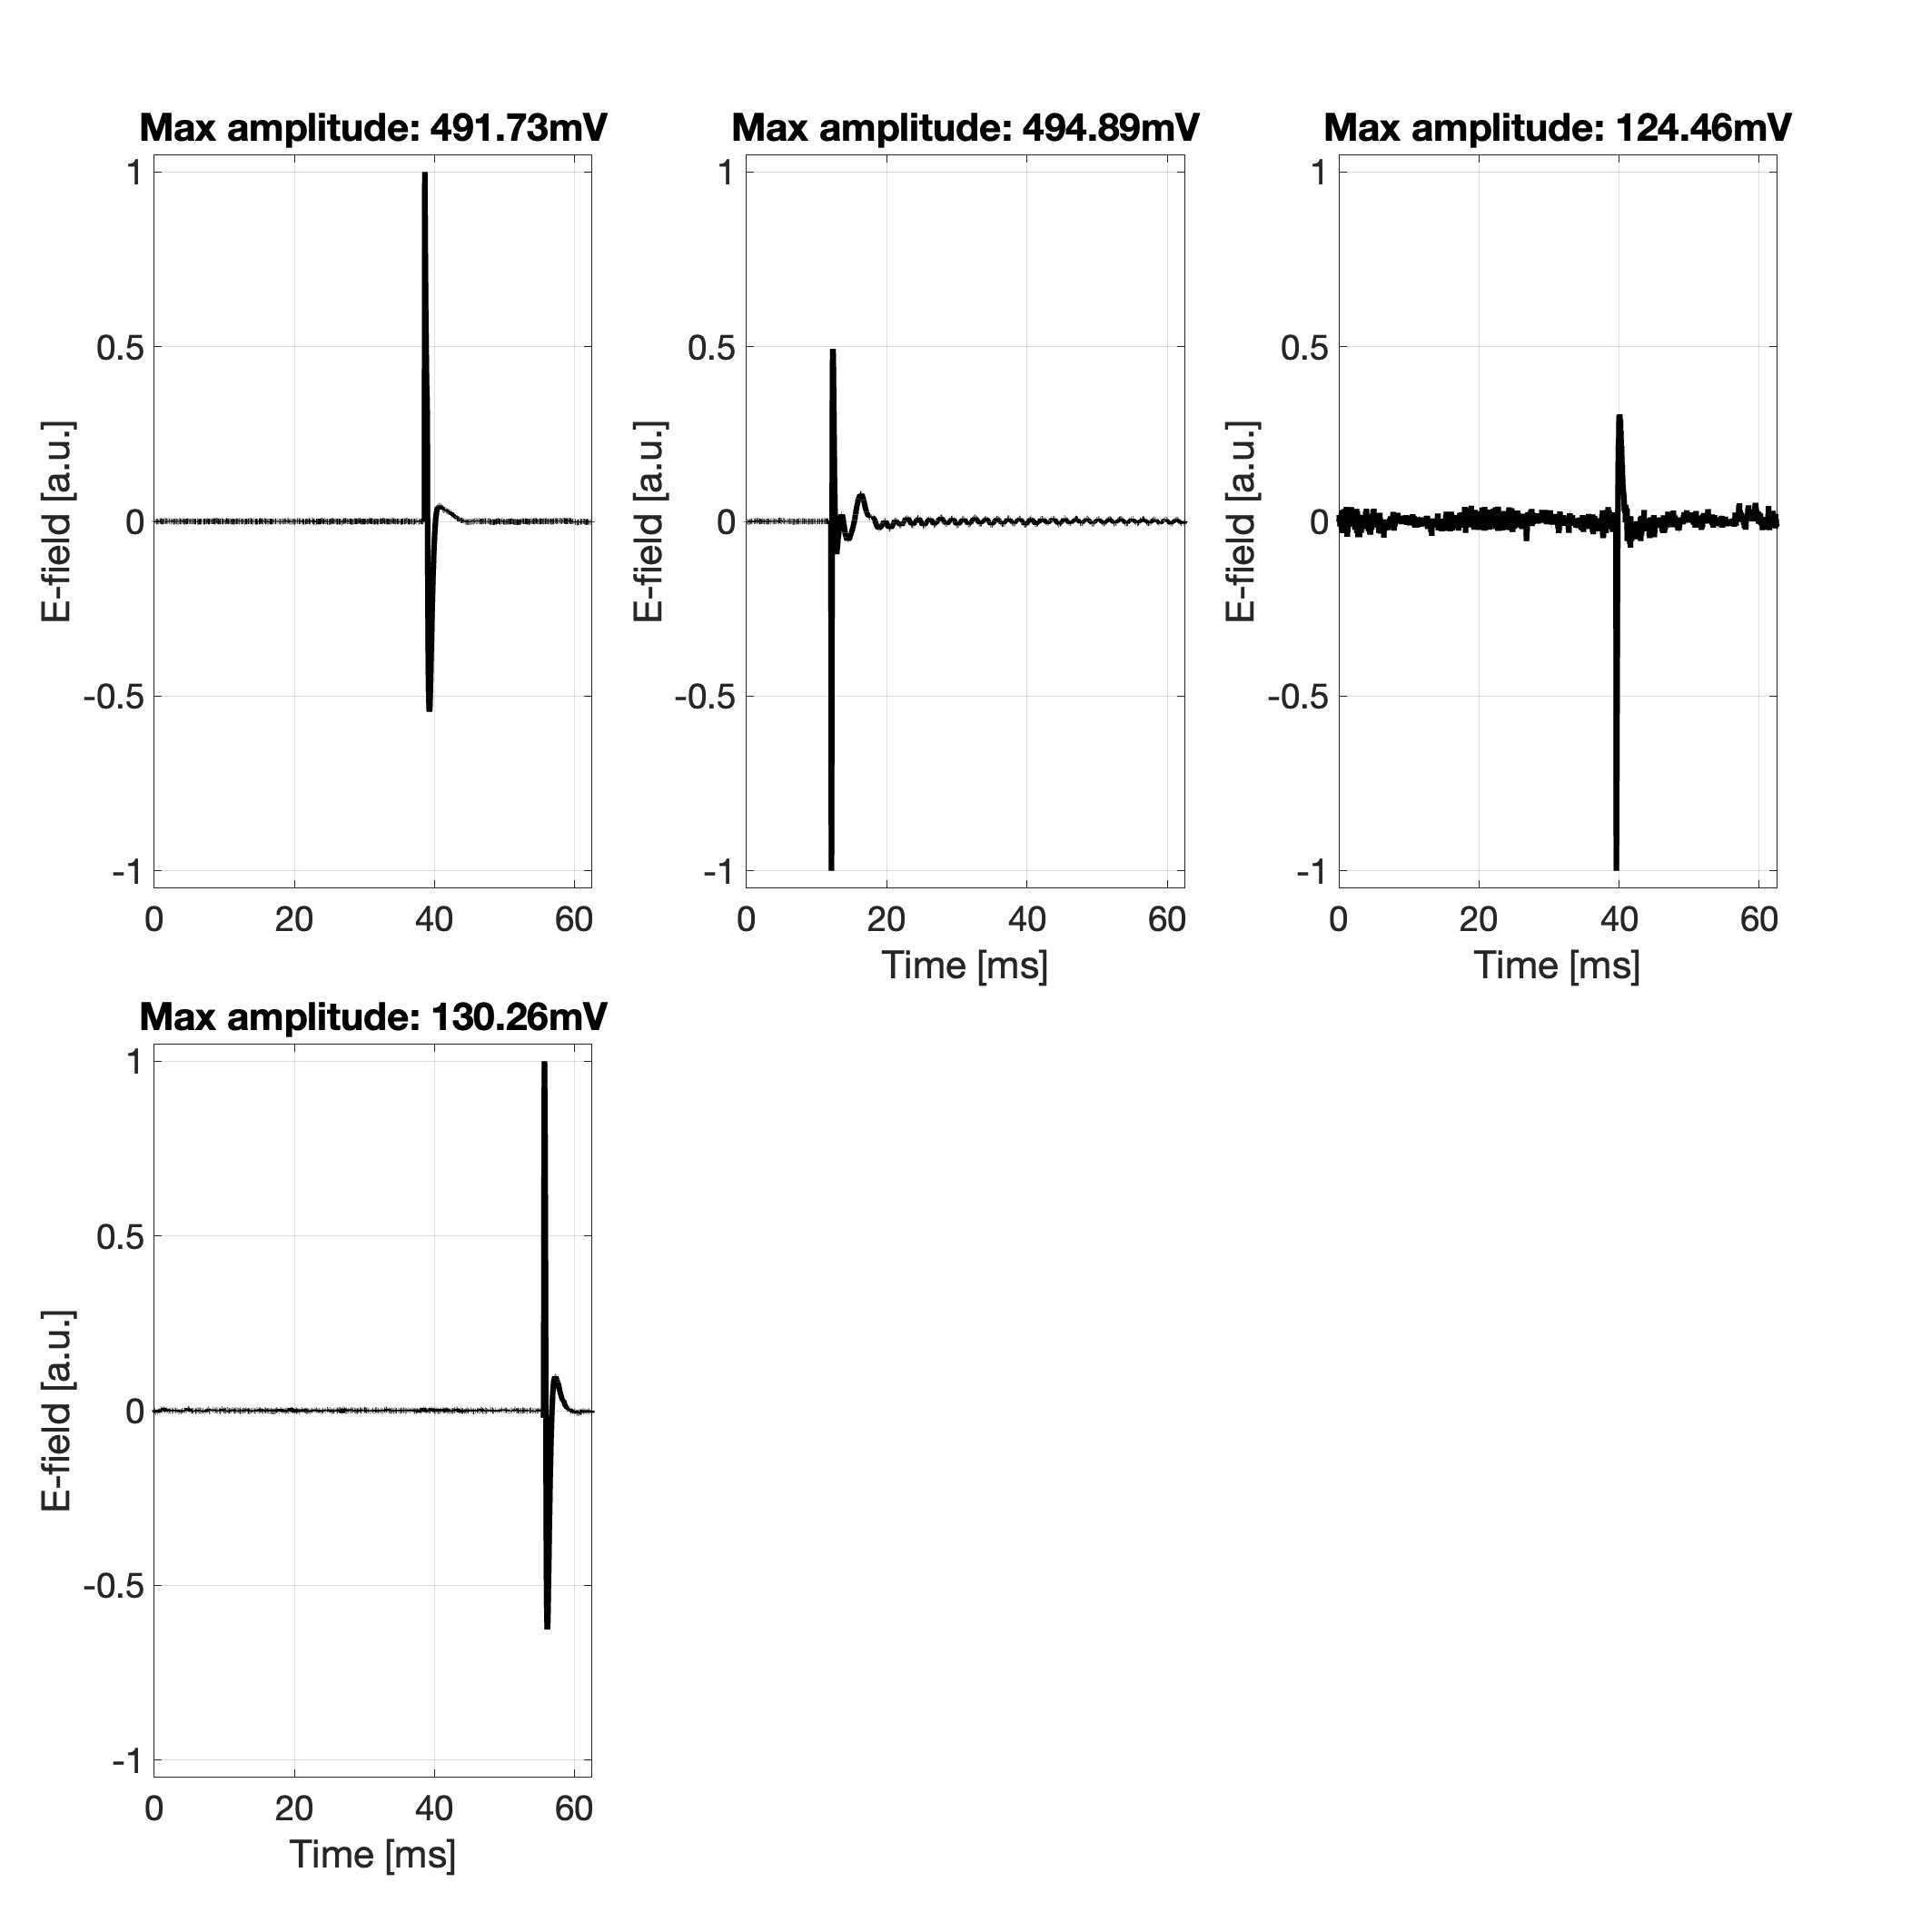 Max amplitude: 491.73mV
1
0.5
0
-0.5
-1
E-field [a.u.]
0 20 40 60
Max amplitude: 494.89mV
1
0.5
0
-0.5
-1
E-field [a.u.]
0 20 40 60
Time [ms]
Max amplitude: 124.46mV
1
0.5
0
-0.5
-1
E-field [a.u.]
0 20 40 60
Time [ms]
Max amplitude: 130.26mV
1
0.5
0
-0.5
-1
E-field [a.u.]
0 20 40 60
Time [ms]